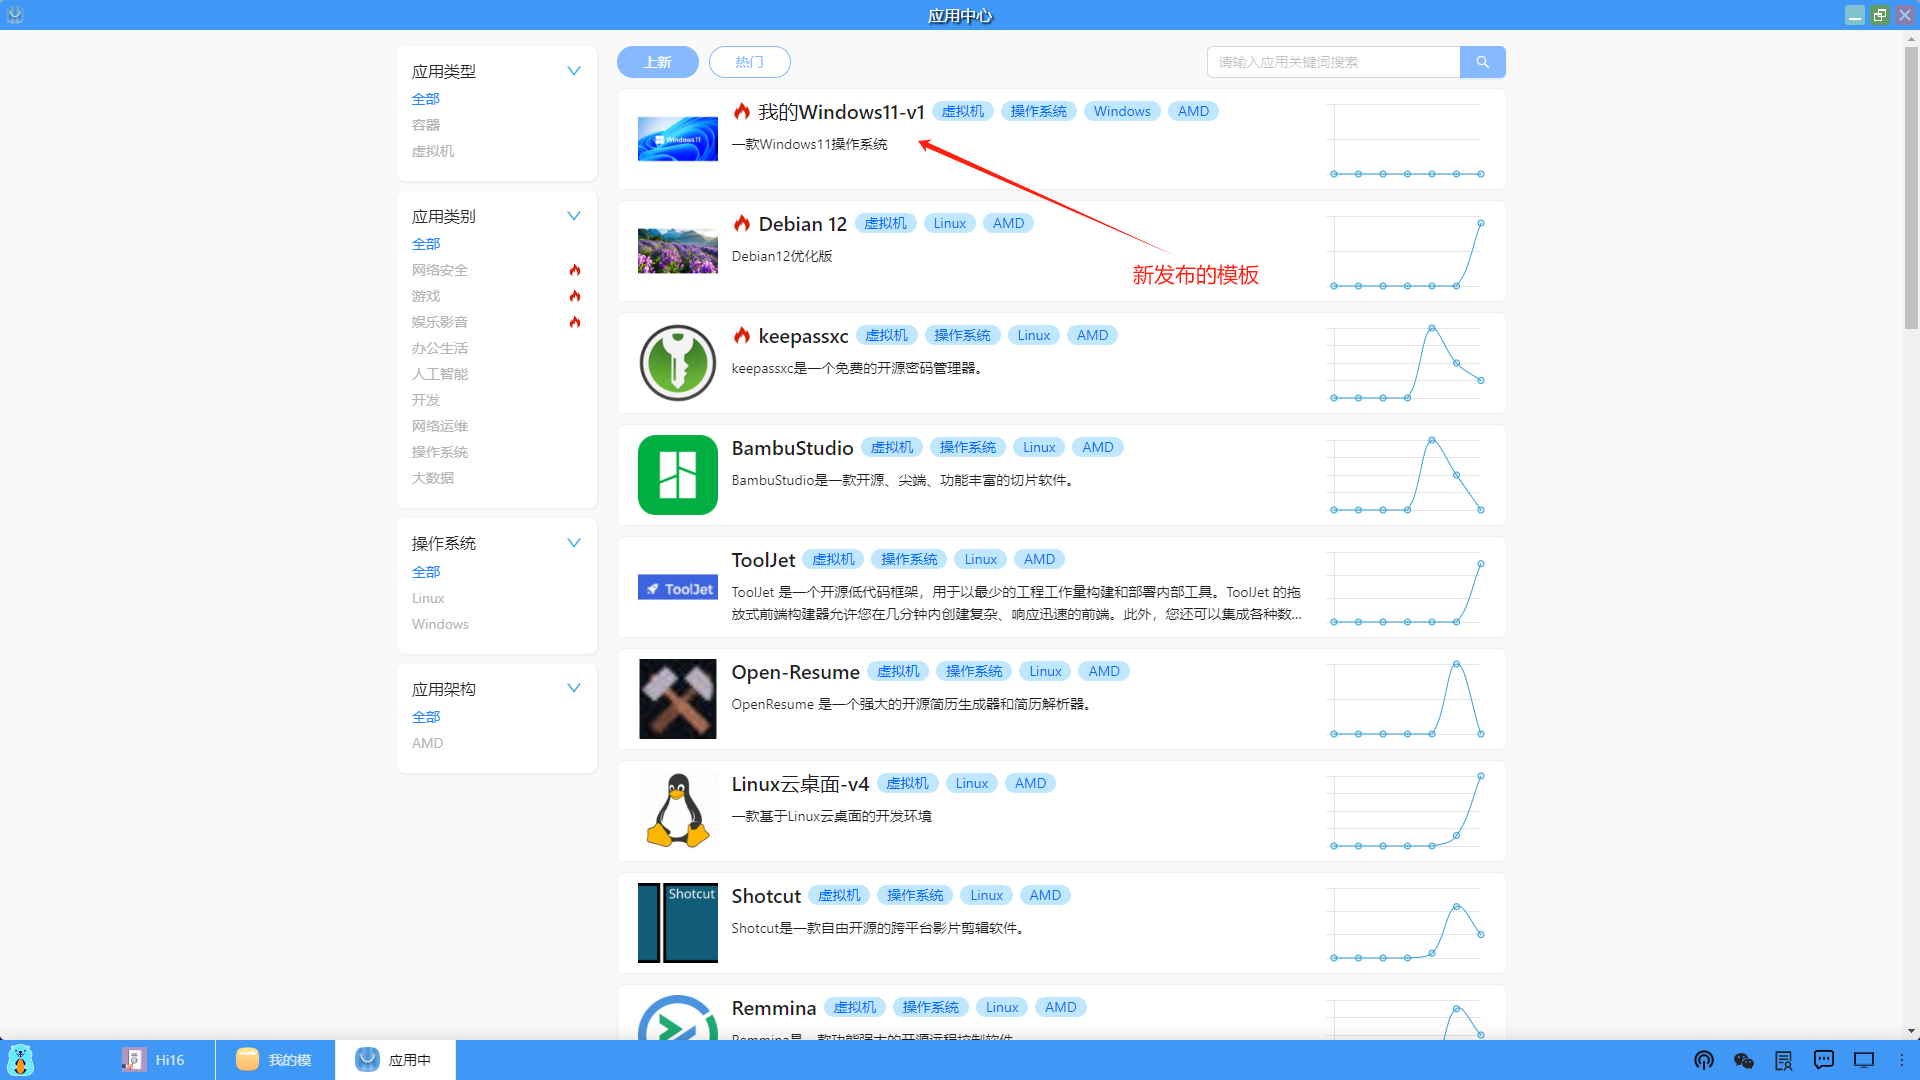 应用中心
应用类型
全部
容器
虚拟机
应用类别
全部
网络安全
游戏
娱乐影音
办公生活
人工智能
开发
网络运维
操作系统
大数据
操作系统
全部
Linux
Windows
应用架构
全部
AMD
上新 热门 请输入应用关键词搜索
我的Windows11-v1 虚拟机 操作系统 Windows AMD
一款Windows11操作系统
Windows 11
Debian 12 虚拟机 Linux AMD
Debian12优化版
新发布的模板
keepassxc 虚拟机 操作系统 Linux AMD
keepassxc是一个免费的开源密码管理器。
BambuStudio 虚拟机 操作系统 Linux AMD
BambuStudio是一款开源、尖端、功能丰富的切片软件。
ToolJet 虚拟机 操作系统 Linux AMD
ToolJet
ToolJet 是一个开源低代码框架，用于以最少的工程工作量构建和部署内部工具。ToolJet 的拖
放式前端构建器允许您在几分钟内创建复杂、响应迅速的前端。此外，您还可以集成各种数...
Open-Resume 虚拟机 操作系统 Linux AMD
OpenResume 是一个强大的开源简历生成器和简历解析器。
Linux云桌面-v4 虚拟机 Linux AMD
一款基于Linux云桌面的开发环境
Shotcut
Shotcut 虚拟机 操作系统 Linux AMD
Shotcut是一款自由开源的跨平台影片剪辑软件。
Remmina 虚拟机 操作系统 Linux AMD
Remmina是一款功能强大的开源远程控制软件
Hi16 我的模 应用中